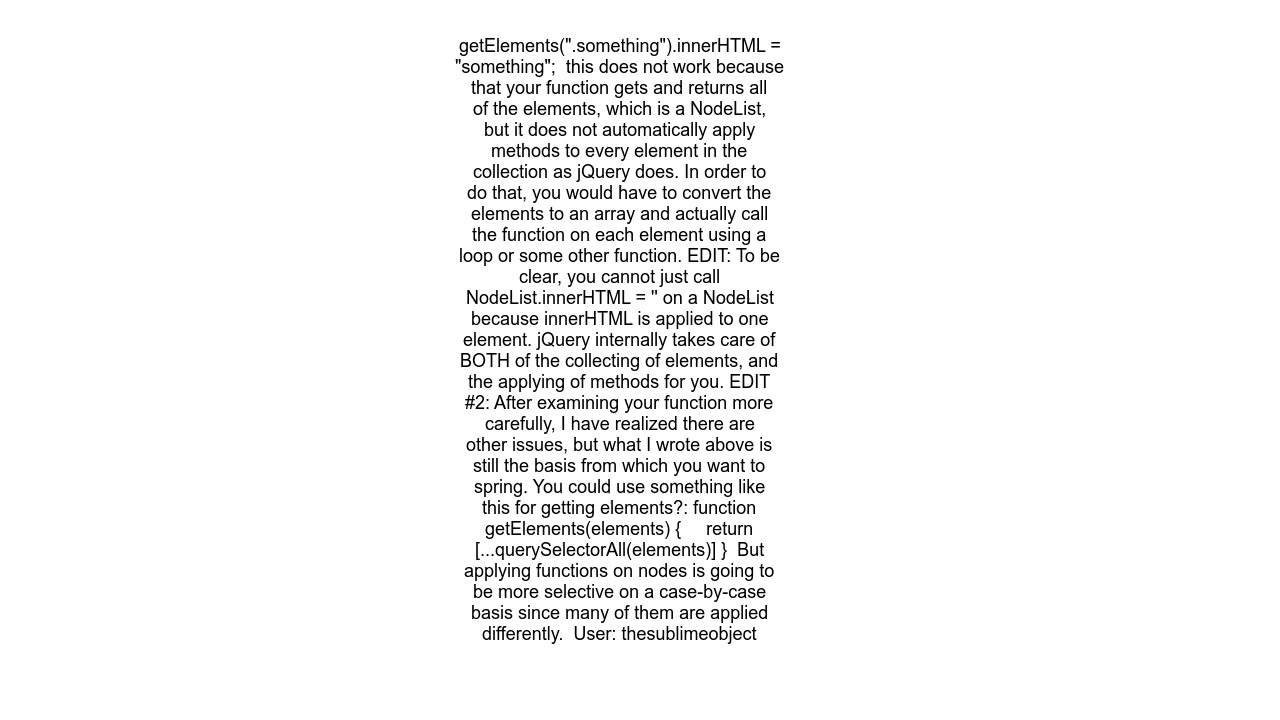 getElements(".something").innerHTML =
"something";  this does not work because
that your function gets and returns all
of the elements, which is a NodeList,
but it does not automatically apply
methods to every element in the
collection as jQuery does. In order to
do that, you would have to convert the
elements to an array and actually call
the function on each element using a
loop or some other function. EDIT: To be
clear, you cannot just call
NodeList.innerHTML = '' on a NodeList
because innerHTML is applied to one
element. jQuery internally takes care of
BOTH of the collecting of elements, and
the applying of methods for you. EDIT
#2: After examining your function more
carefully, I have realized there are
other issues, but what I wrote above is
still the basis from which you want to
spring. You could use something like
this for getting elements?: function
getElements(elements) {     return
[...querySelectorAll(elements)] }  But
applying functions on nodes is going to
be more selective on a case-by-case
basis since many of them are applied
differently.  User: thesublimeobject